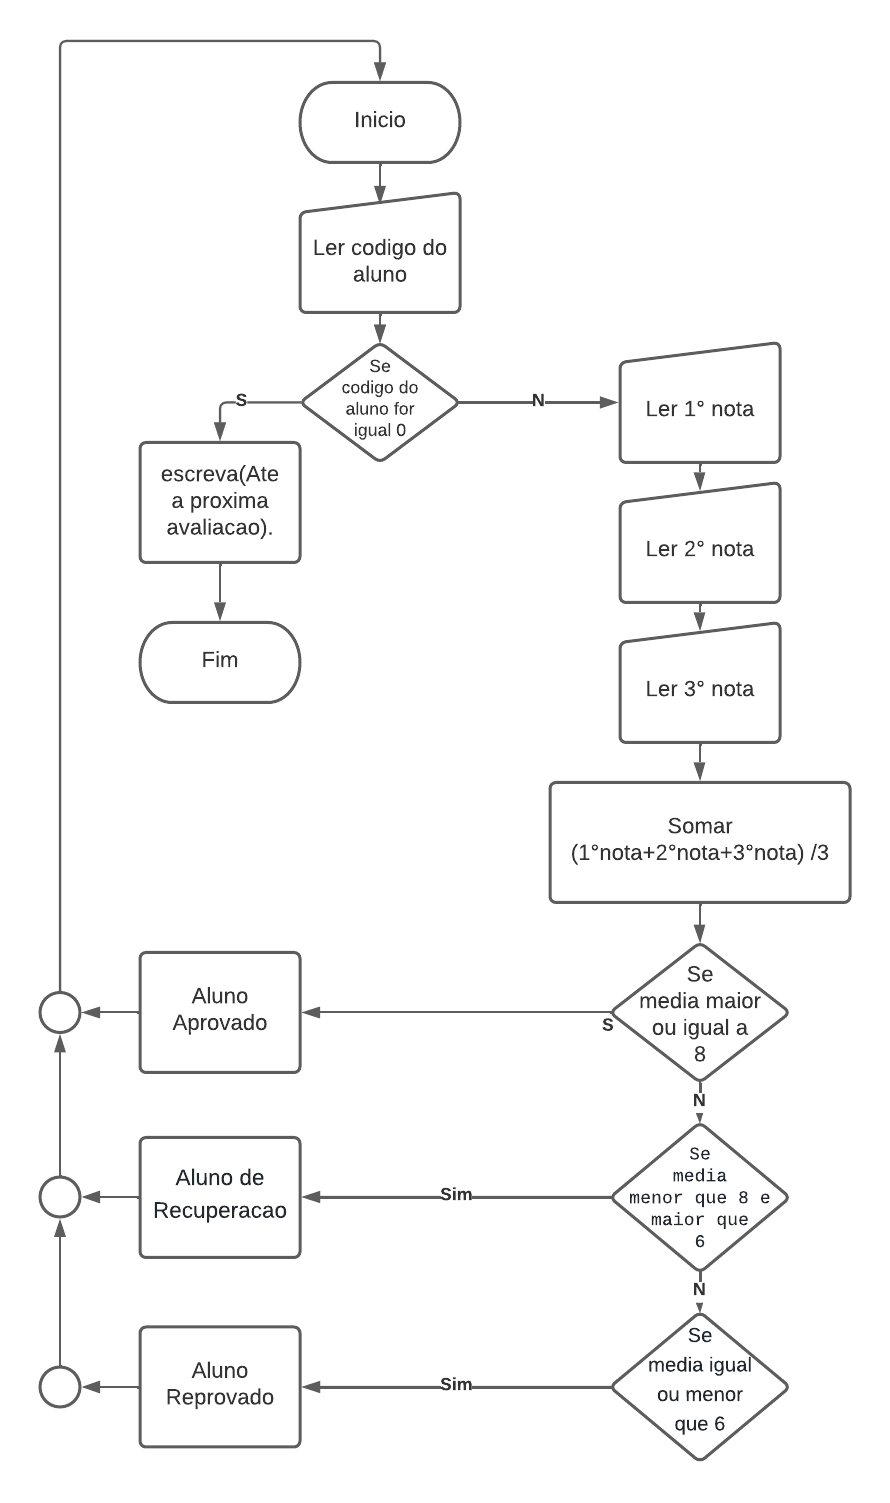 Inicio
Ler codigo do
aluno
Se
codigo do
aluno for
igual 0
S
N
escreva(Ate
a proxima
avaliacao).
Fim
Ler 1° nota
Ler 2° nota
Ler 3° nota
Somar
(1°nota+2°nota+3°nota) /3
Se
media maior
ou igual a
8
S
Aluno
Aprovado
N
Se
media
menor que 8 e
maior que
6
Sim
Aluno de
Recuperacao
N
Se
media igual
ou menor
que 6
Sim
Aluno
Reprovado